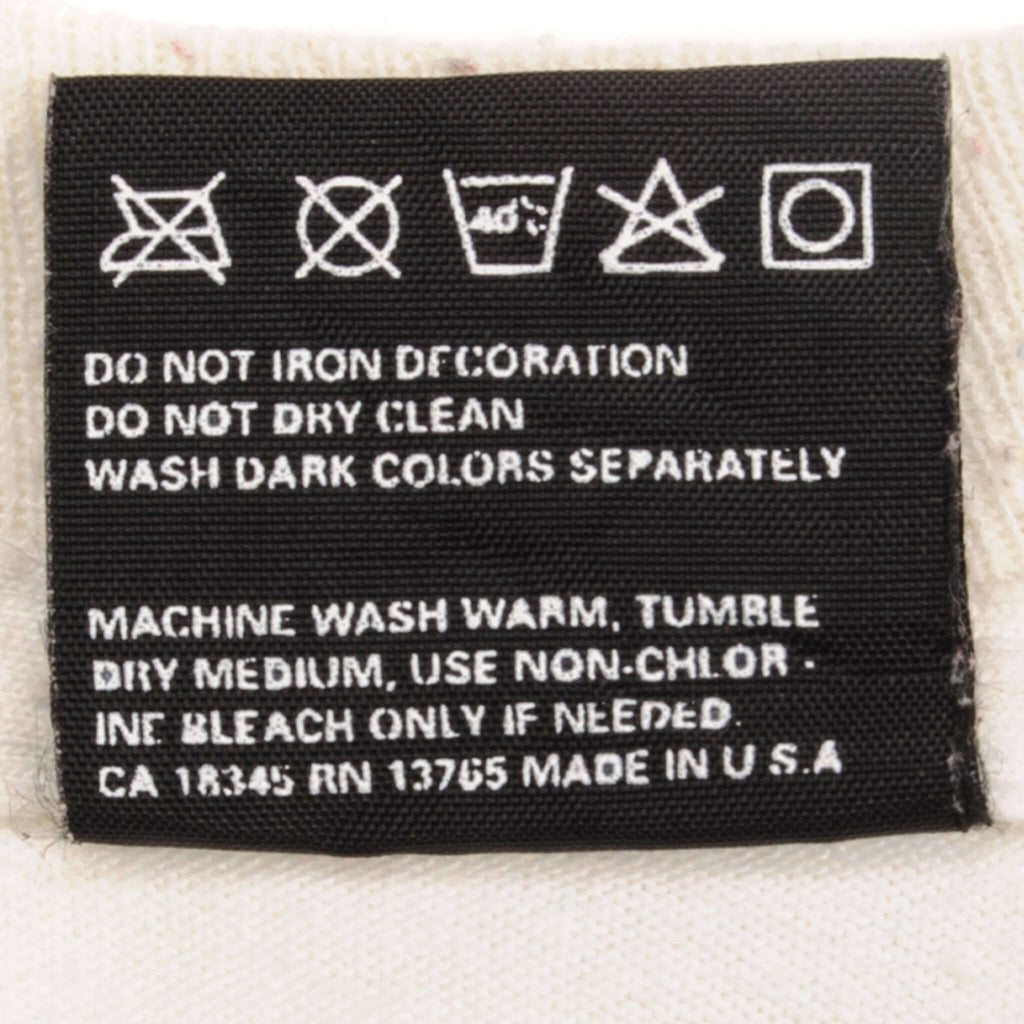 40°C
DO NOT IRON DECORATION
DO NOT DRY CLEAN
WASH DARK COLORS SEPARATELY
MACHINE WASH WARM, TUMBLE
DRY MEDIUM, USE NON-CHLOR -
INE BLEACH ONLY IF NEEDED.
CA 18345 RN 13765 MADE IN U S.A